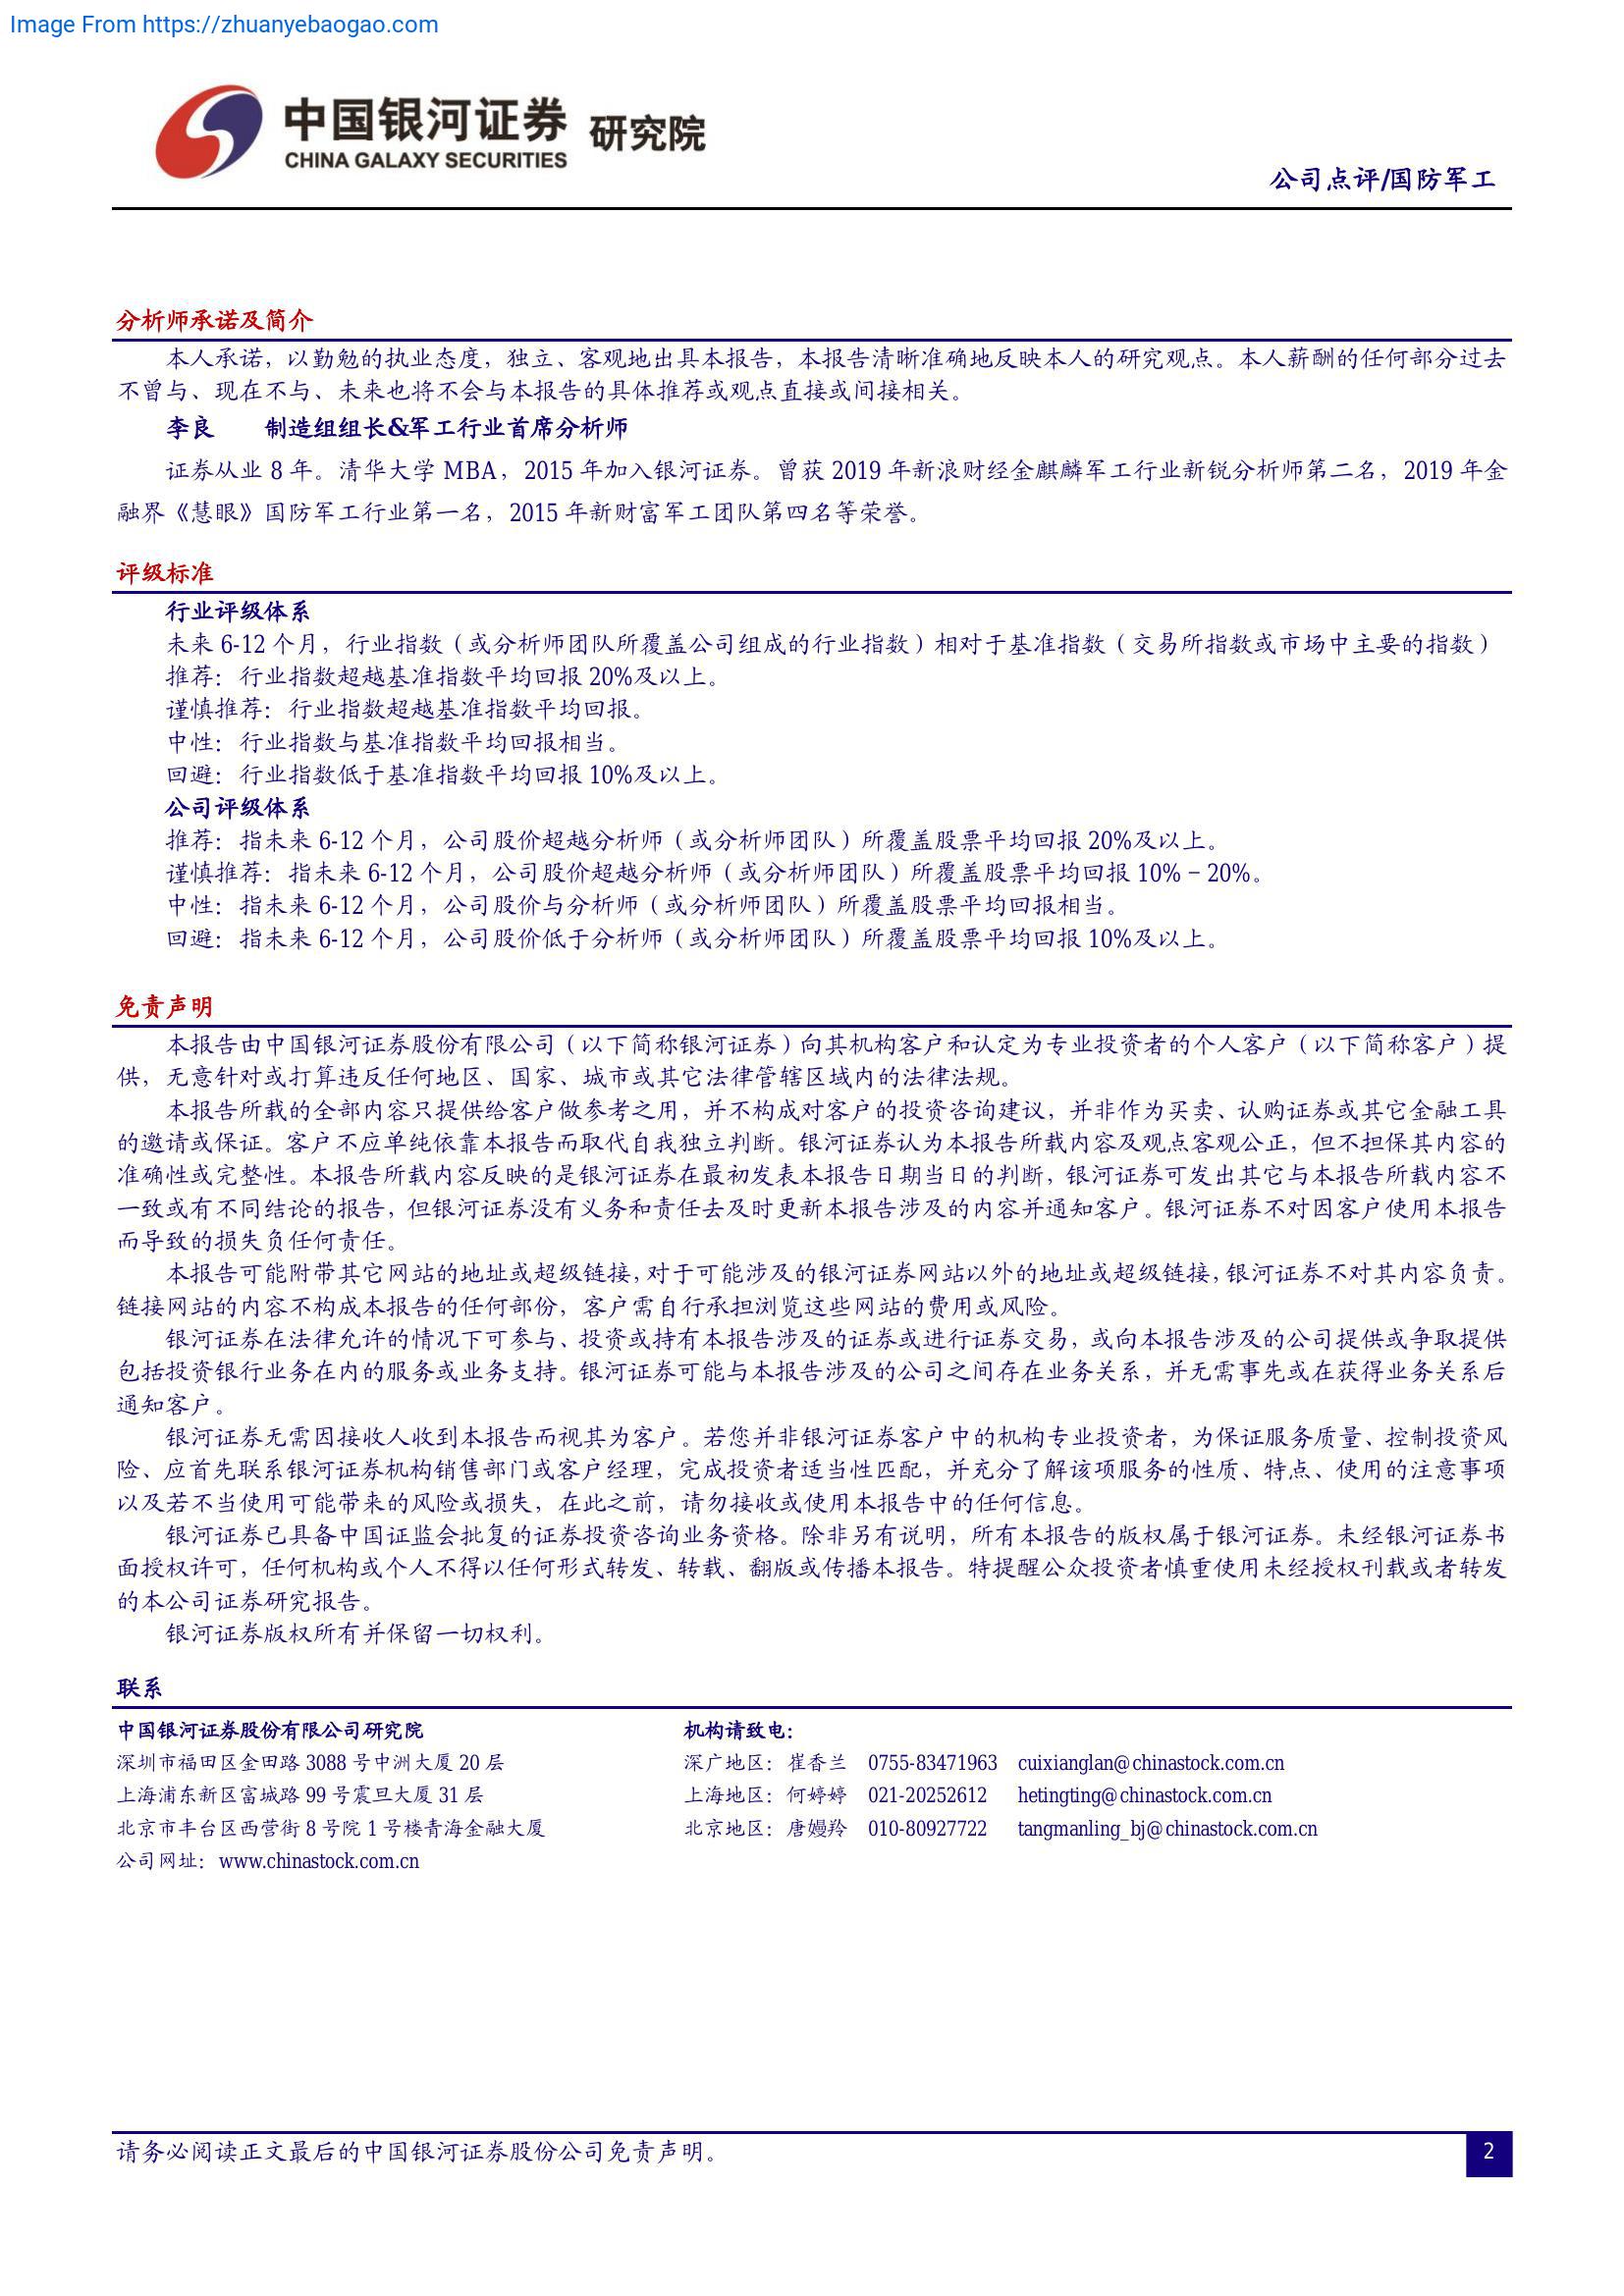 Image From https://zhuanyebaogao.com
中国银河证券 研究院
CHINA GALAXY SECURITIES
公司点评/国防军工
分析师承诺及简介
本人承诺，以勤勉的执业态度，独立、客观地出具本报告，本报告清晰准确地反映本人的研究观点。本人薪酬的任何部分过去
不曾与、现在不与、未来也将不会与本报告的具体推荐或观点直接或间接相关。
李良 制造组组长&军工行业首席分析师
证券从业 8 年。清华大学 MBA，2015 年加入银河证券。曾获 2019 年新浪财经金麒麟军工行业新锐分析师第二名，2019 年金
融界《慧眼》国防军工行业第一名，2015 年新财富军工团队第四名等荣誉。
评级标准
行业评级体系
未来 6-12 个月，行业指数（或分析师团队所覆盖公司组成的行业指数）相对于基准指数（交易所指数或市场中主要的指数）
推荐：行业指数超越基准指数平均回报 20%及以上。
谨慎推荐：行业指数超越基准指数平均回报。
中性：行业指数与基准指数平均回报相当。
回避：行业指数低于基准指数平均回报 10%及以上。
公司评级体系
推荐：指未来 6-12 个月，公司股价超越分析师（或分析师团队）所覆盖股票平均回报 20%及以上。
谨慎推荐：指未来 6-12 个月，公司股价超越分析师（或分析师团队）所覆盖股票平均回报 10%－20%。
中性：指未来 6-12 个月，公司股价与分析师（或分析师团队）所覆盖股票平均回报相当。
回避：指未来 6-12 个月，公司股价低于分析师（或分析师团队）所覆盖股票平均回报 10%及以上。
免责声明
本报告由中国银河证券股份有限公司（以下简称银河证券）向其机构客户和认定为专业投资者的个人客户（以下简称客户）提
供，无意针对或打算违反任何地区、国家、城市或其它法律管辖区域内的法律法规。
本报告所载的全部内容只提供给客户做参考之用，并不构成对客户的投资咨询建议，并非作为买卖、认购证券或其它金融工具
的邀请或保证。客户不应单纯依靠本报告而取代自我独立判断。银河证券认为本报告所载内容及观点客观公正，但不担保其内容的
准确性或完整性。本报告所载内容反映的是银河证券在最初发表本报告日期当日的判断，银河证券可发出其它与本报告所载内容不
一致或有不同结论的报告，但银河证券没有义务和责任去及时更新本报告涉及的内容并通知客户。银河证券不对因客户使用本报告
而导致的损失负任何责任。
本报告可能附带其它网站的地址或超级链接，对于可能涉及的银河证券网站以外的地址或超级链接，银河证券不对其内容负责。
链接网站的内容不构成本报告的任何部份，客户需自行承担浏览这些网站的费用或风险。
银河证券在法律允许的情况下可参与、投资或持有本报告涉及的证券或进行证券交易，或向本报告涉及的公司提供或争取提供
包括投资银行业务在内的服务或业务支持。银河证券可能与本报告涉及的公司之间存在业务关系，并无需事先或在获得业务关系后
通知客户。
银河证券无需因接收人收到本报告而视其为客户。若您并非银河证券客户中的机构专业投资者，为保证服务质量、控制投资风
险、应首先联系银河证券机构销售部门或客户经理，完成投资者适当性匹配，并充分了解该项服务的性质、特点、使用的注意事项
以及若不当使用可能带来的风险或损失，在此之前，请勿接收或使用本报告中的任何信息。
银河证券已具备中国证监会批复的证券投资咨询业务资格。除非另有说明，所有本报告的版权属于银河证券。未经银河证券书
面授权许可，任何机构或个人不得以任何形式转发、转载、翻版或传播本报告。特提醒公众投资者慎重使用未经授权刊载或者转发
的本公司证券研究报告。
银河证券版权所有并保留一切权利。
联系
中国银河证券股份有限公司研究院 机构请致电：
深圳市福田区金田路 3088 号中洲大厦 20 层 深广地区：崔香兰 0755-83471963 cuixianglan@chinastock.com.cn
上海浦东新区富城路 99 号震旦大厦 31 层 上海地区：何婷婷 021-20252612 hetingting@chinastock.com.cn
北京市丰台区西营街 8 号院 1 号楼青海金融大厦 北京地区：唐嫚羚 010-80927722 tangmanling_bj@chinastock.com.cn
公司网址：www.chinastock.com.cn
请务必阅读正文最后的中国银河证券股份公司免责声明。 2